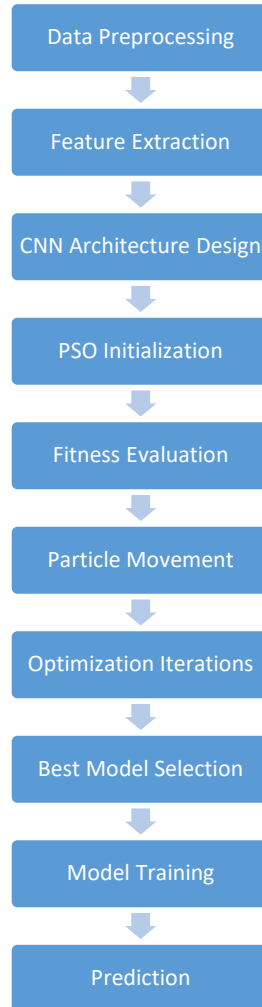 Data Preprocessing
Feature Extraction
CNN Architecture Design
PSO Initialization
Fitness Evaluation
Particle Movement
Optimization Iterations
Best Model Selection
Model Training
Prediction